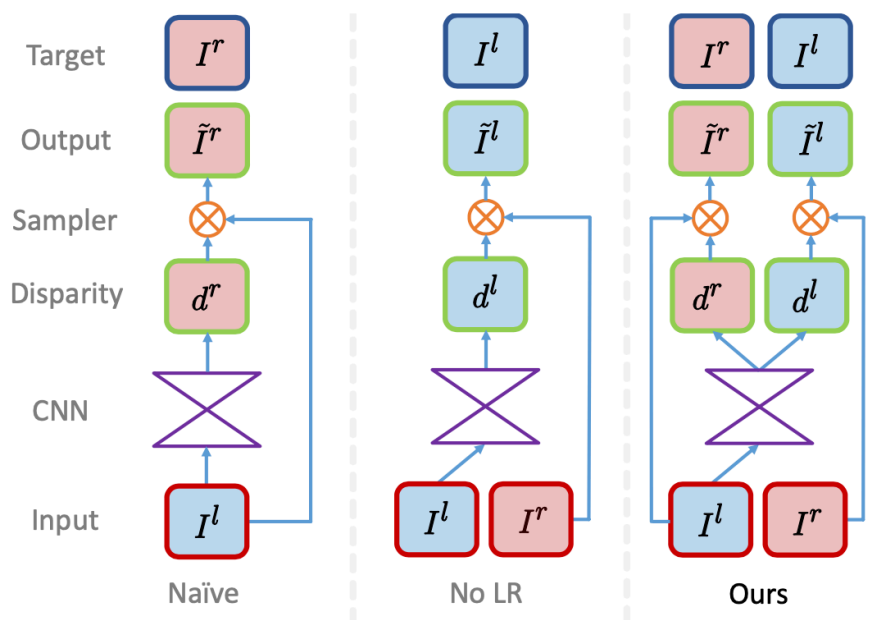 Target I^r I^l I^r I^l
Output Ĩ^r Ĩ^l Ĩ^r Ĩ^l
Sampler
Disparity d^r d^l d^r d^l
CNN
Input I^l I^l I^r I^l I^r
Naïve No LR Ours